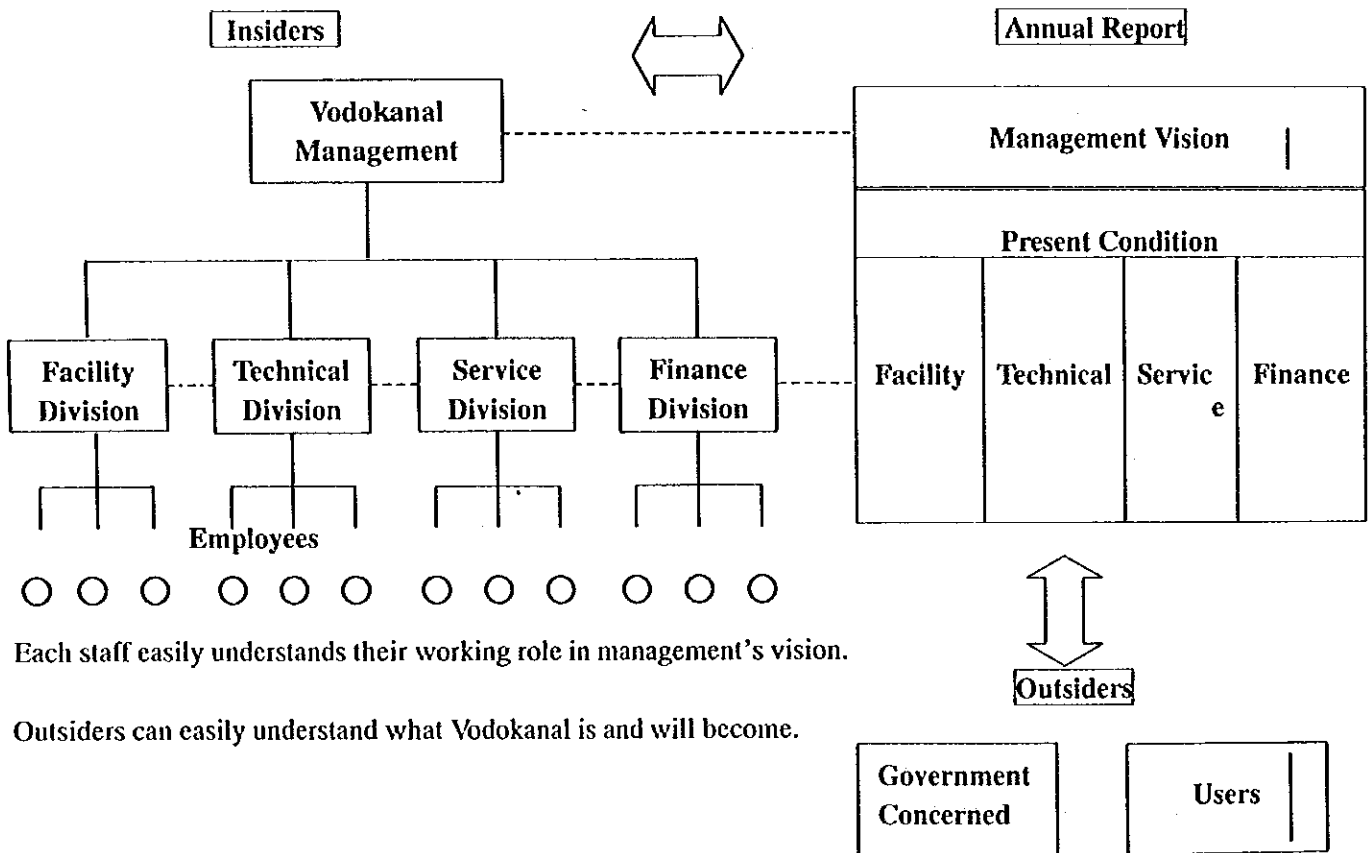 Insiders
Annual Report
Vodokanal
Management
Management Vision
Present Condition
Facility
Division
Technical
Division
Service
Division
Finance
Division
Facility
Technical
Servic
e
Finance
Employees
Each staff easily understands their working role in management's vision.
Outsiders can easily understand what Vodokanal is and will become.
Outsiders
Government
Concerned
Users